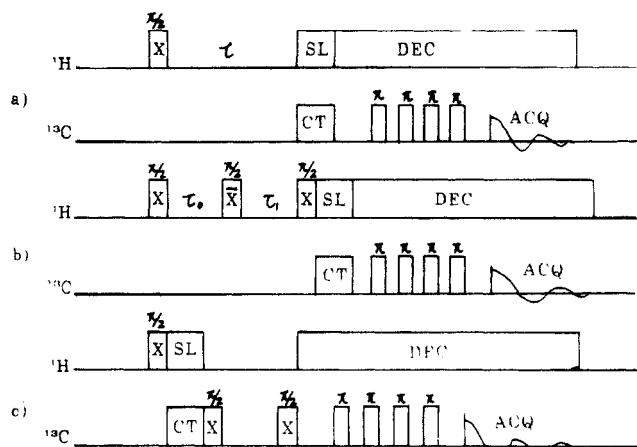 π/2
X τ SL DEC
¹H
a)
π π π π
CT ACQ
¹³C
π/2 π/2 π/2
X τ₀ X̄ τ₁ X SL DEC
¹H
b)
π π π π
CT ACQ
¹³C
π/2
X SL DEC
¹H
π/2 π/2 π π π π
c)
CT X X ACQ
¹³C